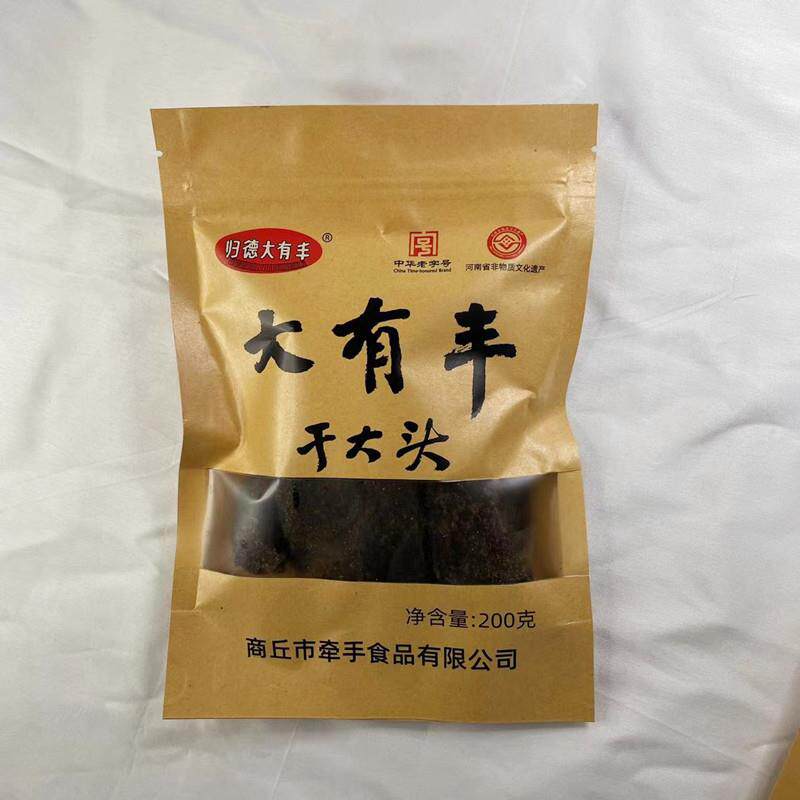 归德大有丰®
中华老字号
China Time-honored Brand
河南省非物质文化遗产
大有丰
干大头
净含量:200克
商丘市牵手食品有限公司